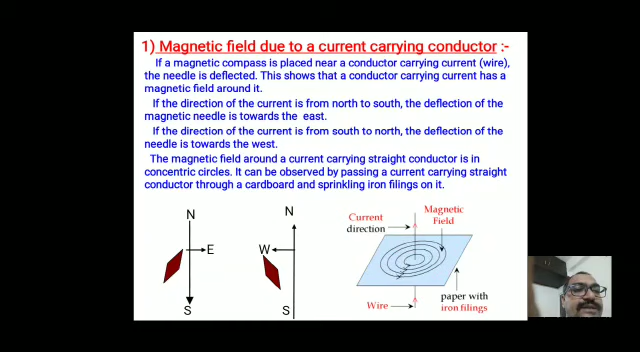 1) Magnetic field due to a current carrying conductor :-
If a magnetic compass is placed near a conductor carrying current (wire),
the needle is deflected. This shows that a conductor carrying current has a
magnetic field around it.
If the direction of the current is from north to south, the deflection of the
magnetic needle is towards the east.
If the direction of the current is from south to north, the deflection of the
needle is towards the west.
The magnetic field around a current carrying straight conductor is in
concentric circles. It can be observed by passing a current carrying straight
conductor through a cardboard and sprinkling iron filings on it.
N
E
S
N
W
S
Current
direction
Magnetic
Field
Wire
paper with
iron filings